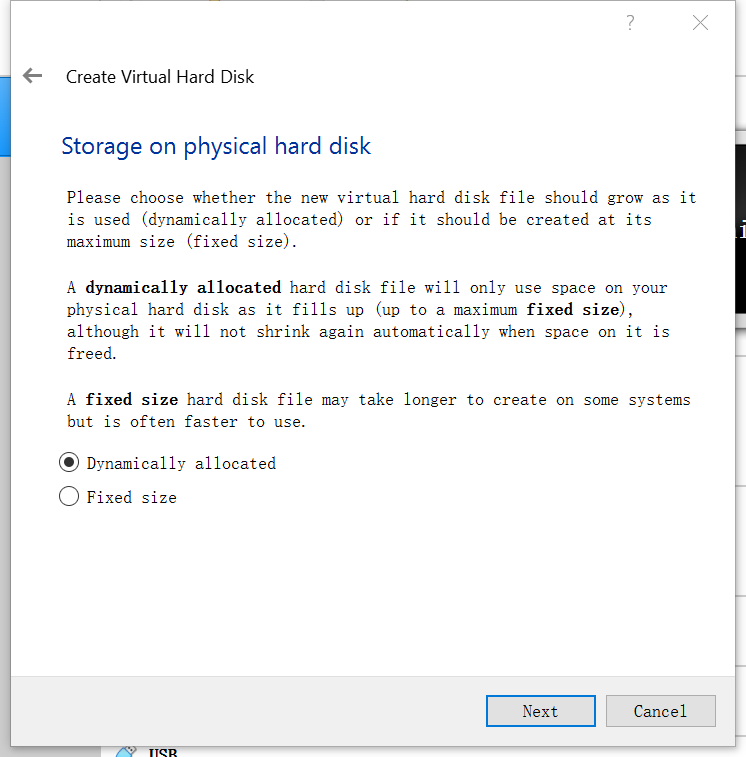 ?
Create Virtual Hard Disk
Storage on physical hard disk
Please choose whether the new virtual hard disk file should grow as it
is used (dynamically allocated) or if it should be created at its
maximum size (fixed size).
A dynamically allocated hard disk file will only use space on your
physical hard disk as it fills up (up to a maximum fixed size),
although it will not shrink again automatically when space on it is
freed.
A fixed size hard disk file may take longer to create on some systems
but is often faster to use.
Dynamically allocated
Fixed size
Next
Cancel
USB